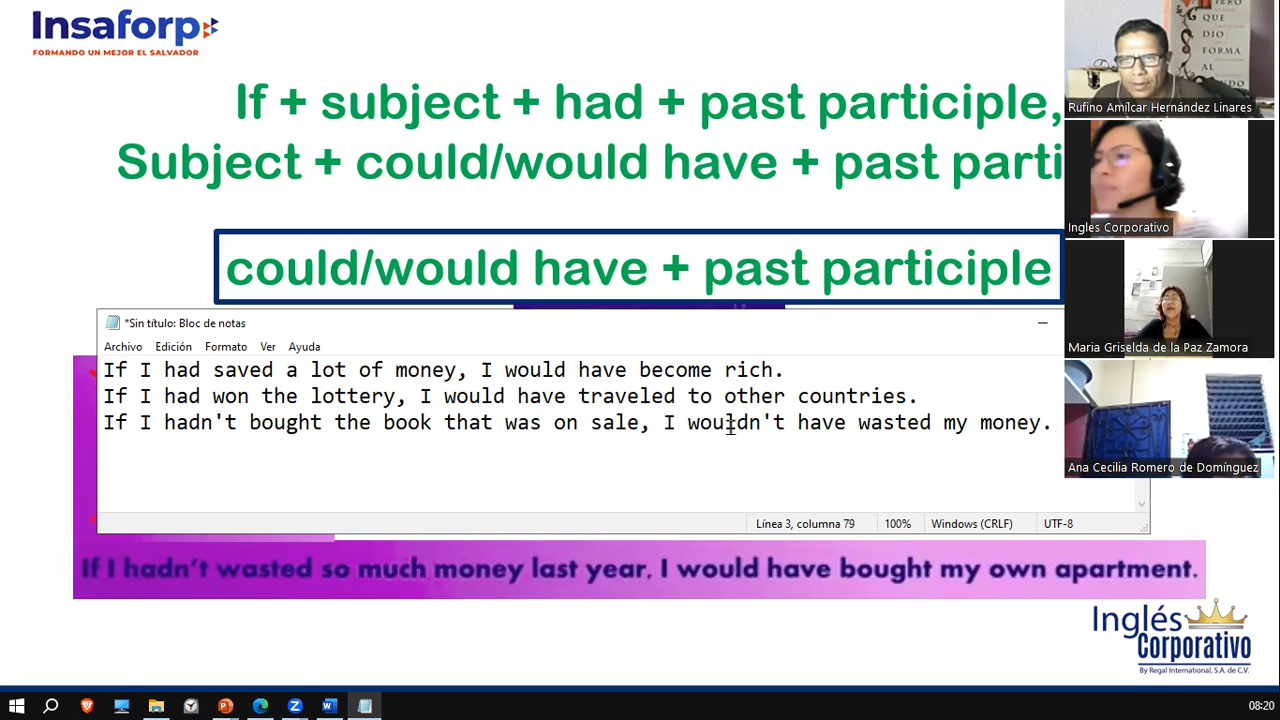 Insaforp
FORMANDO UN MEJOR EL SALVADOR
If + subject + had + past participle,
Subject + could/would have + past parti
could/would have + past participle
*Sin título: Bloc de notas
Archivo Edición Formato Ver Ayuda
If I had saved a lot of money, I would have become rich.
If I had won the lottery, I would have traveled to other countries.
If I hadn't bought the book that was on sale, I wouldn't have wasted my money.
Línea 3, columna 79 100% Windows (CRLF) UTF-8
If I hadn't wasted so much money last year, I would have bought my own apartment.
Inglés
Corporativo
By Regal International, S.A. de C.V.
QUE
DIO
FORMA
AL
Rufino Amílcar Hernández Linares
Inglés Corporativo
Maria Griselda de la Paz Zamora
Ana Cecilia Romero de Domínguez
08:20